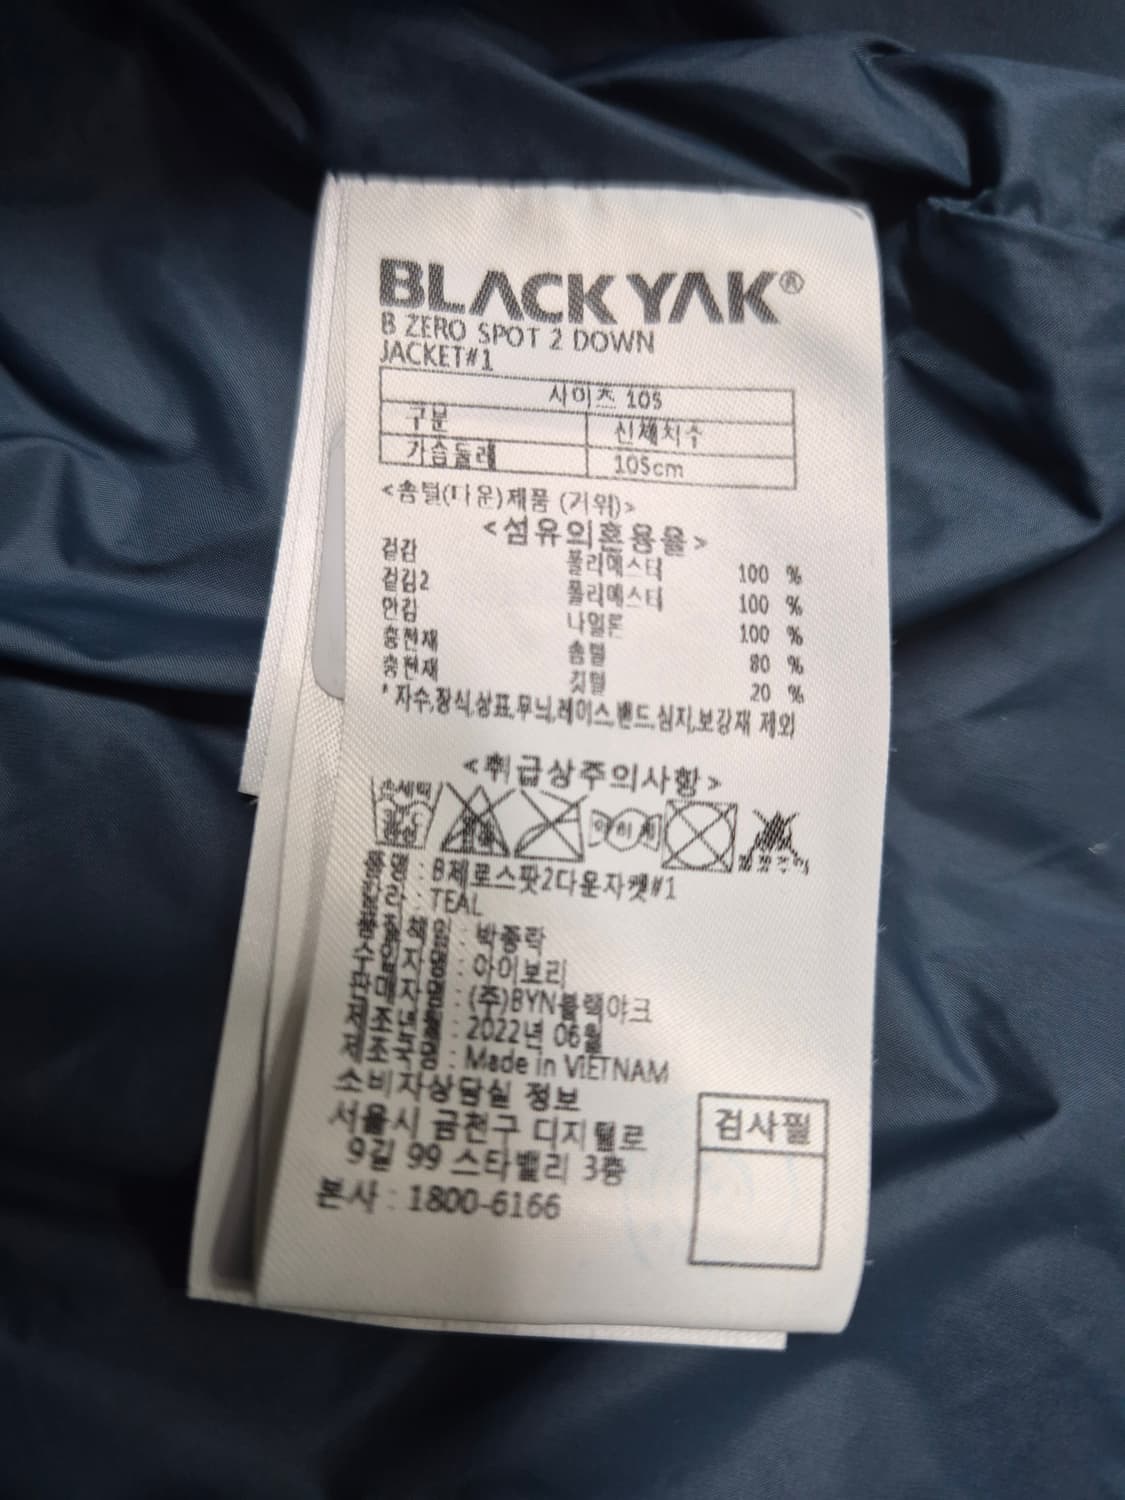 BLACKYAK®
B ZERO SPOT 2 DOWN
JACKET#1
사이즈 105
구분 신체치수
가슴둘레 105cm
<솜털(다운)제품 (거위)>
<섬유의혼용율>
겉감 폴리에스터 100 %
겉감2 폴리에스터 100 %
안감 나일론 100 %
충전재 솜털 80 %
충전재 깃털 20 %
* 자수,장식,상표,무늬,레이스,밴드,심지,보강재 제외
<취급상주의사항>
손세탁
: B제로스팟2다운자켓#1
: TEAL
:
: 아이보리
: (주)BYN블랙야크
: 2022년 06월
: Made in VIETNAM
소비자상담실 정보
서울시 금천구 디지털로
9길 99 스타밸리 3층
본사 : 1800-6166
검사필